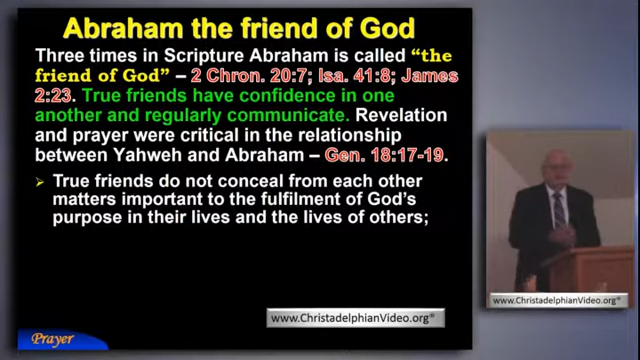 Abraham the friend of God
Three times in Scripture Abraham is called “the
friend of God” – 2 Chron. 20:7; Isa. 41:8; James
2:23. True friends have confidence in one
another and regularly communicate. Revelation
and prayer were critical in the relationship
between Yahweh and Abraham – Gen. 18:17-19.
➢ True friends do not conceal from each other
matters important to the fulfilment of God’s
purpose in their lives and the lives of others;
www.ChristadelphianVideo.org®
www.ChristadelphianVideo.org®
Prayer